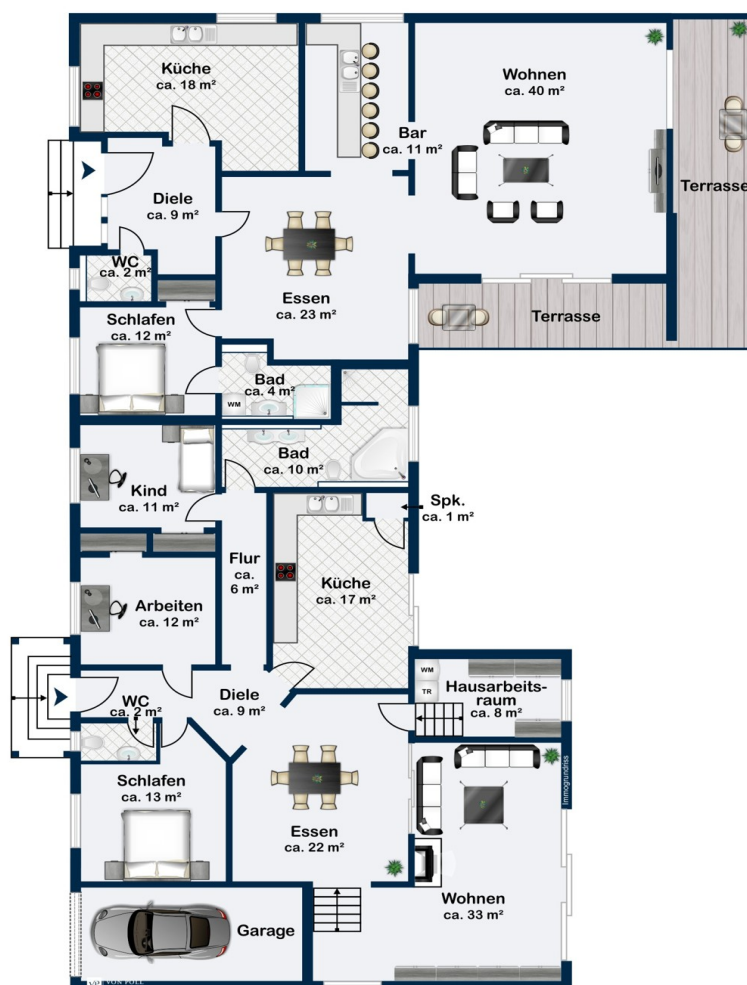 Küche
ca. 18 m²
Wohnen
ca. 40 m²
Bar
ca. 11 m²
Terrasse
Diele
ca. 9 m²
WC
ca. 2 m²
Essen
ca. 23 m²
Terrasse
Schlafen
ca. 12 m²
Bad
ca. 4 m²
WM
Bad
ca. 10 m²
Kind
ca. 11 m²
Spk.
ca. 1 m²
Flur
ca.
6 m²
Küche
ca. 17 m²
Arbeiten
ca. 12 m²
WM
TR
Hausarbeits-
raum
ca. 8 m²
Diele
ca. 9 m²
WC
ca. 2 m²
Schlafen
ca. 13 m²
Essen
ca. 22 m²
Immogrundriss
Wohnen
ca. 33 m²
Garage
VON POLL